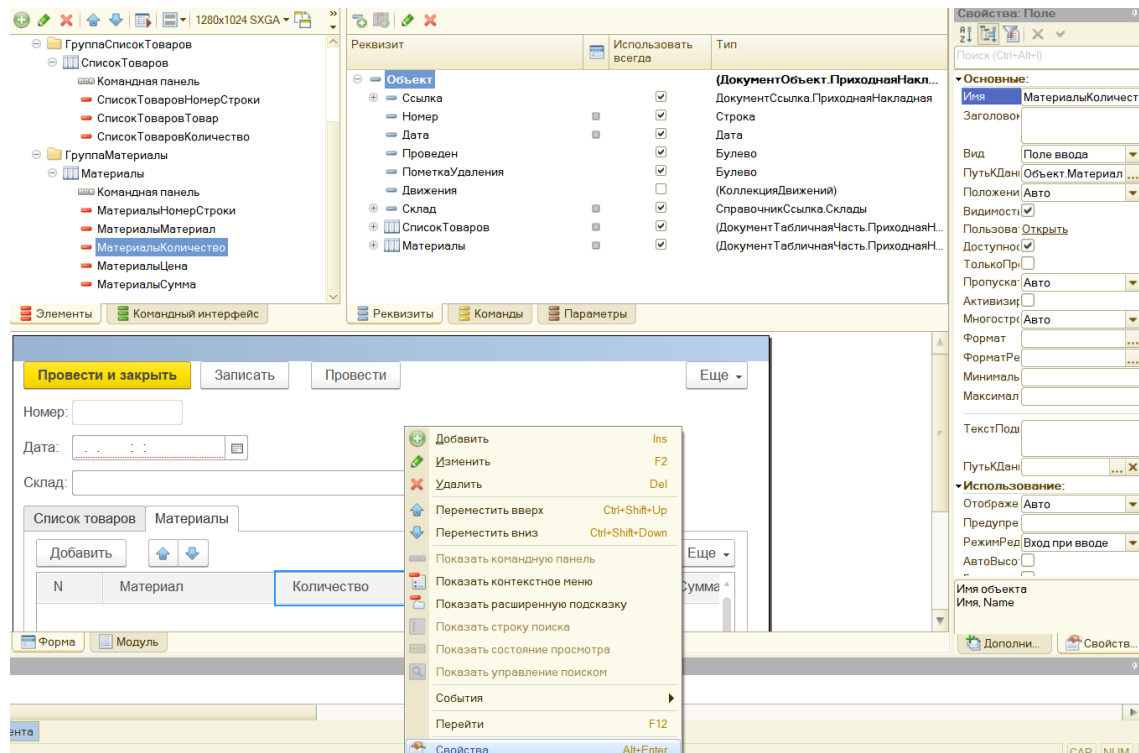 1280x1024 SXGA
»
ГруппаСписокТоваров
СписокТоваров
Командная панель
СписокТоваровНомерСтроки
СписокТоваровТовар
СписокТоваровКоличество
ГруппаМатериалы
Материалы
Командная панель
МатериалыНомерСтроки
МатериалыМатериал
МатериалыКоличество
МатериалыЦена
МатериалыСумма
Элементы
Командный интерфейс
Реквизит
Использовать всегда
Тип
Объект (ДокументОбъект.ПриходнаяНакл...
Ссылка ДокументСсылка.ПриходнаяНакладная
Номер Строка
Дата Дата
Проведен Булево
ПометкаУдаления Булево
Движения (КоллекцияДвижений)
Склад СправочникСсылка.Склады
СписокТоваров (ДокументТабличнаяЧасть.ПриходнаяН...
Материалы (ДокументТабличнаяЧасть.ПриходнаяН...
Реквизиты
Команды
Параметры
Свойства: Поле
Поиск (Ctrl+Alt+I)
Основные:
Имя МатериалыКоличест
Заголовок
Вид Поле ввода
ПутьКДанн Объект.Материал ...
Положени Авто
Видимость
Пользоват Открыть
Доступнос
ТолькоПр
Пропускат Авто
Активизир
Многостро Авто
Формат ...
ФорматРе ...
Минималь
Максимал
ТекстПодс
ПутьКДанн ... X
Использование:
Отображе Авто
Предупре
РежимРед Вход при вводе
АвтоВысот
Имя объекта
Имя, Name
Дополни...
Свойств...
Провести и закрыть
Записать
Провести
Еще
Номер:
Дата: . . : :
Склад:
Список товаров
Материалы
Добавить
Еще
N
Материал
Количество
Сумма
Форма
Модуль
Добавить Ins
Изменить F2
Удалить Del
Переместить вверх Ctrl+Shift+Up
Переместить вниз Ctrl+Shift+Down
Показать командную панель
Показать контекстное меню
Показать расширенную подсказку
Показать строку поиска
Показать состояние просмотра
Показать управление поиском
События
Перейти F12
Свойства Alt+Enter
ента
CAP NUM